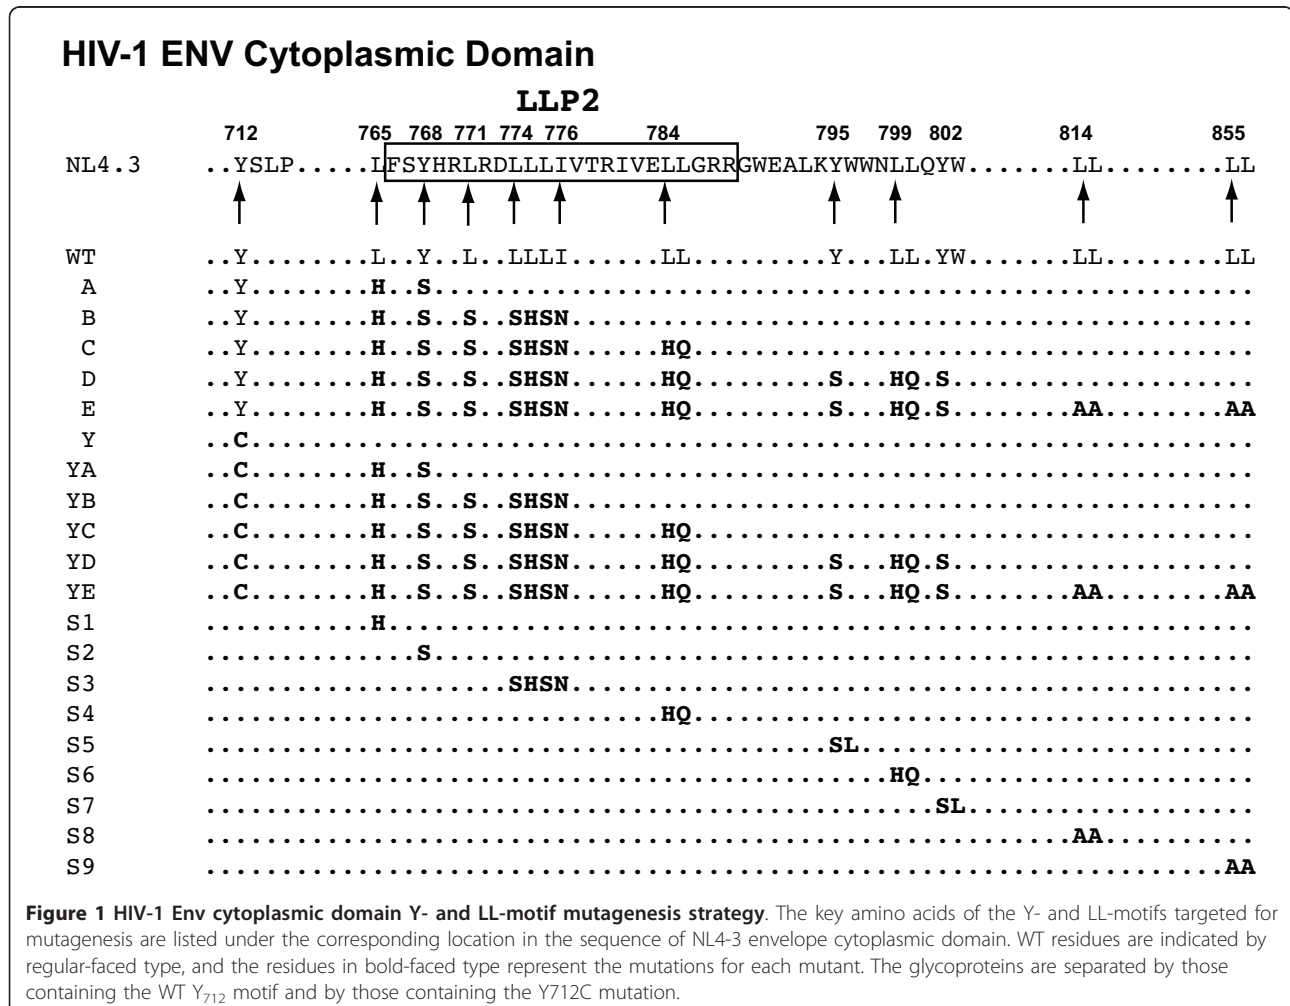 HIV-1 ENV Cytoplasmic Domain
LLP2
712 765 768 771 774 776 784 795 799 802 814 855
NL4.3 ..YSLP.....LFSYHRLRDLLLIVTRIVELLGRRGWEALKYWWNLLQYW.......LL........LL
WT ..Y........L..Y..L..LLLI......LL.........Y...LL.YW.......LL........LL
A ..Y........H..S......................................................
B ..Y........H..S..S..SHSN.............................................
C ..Y........H..S..S..SHSN......HQ.....................................
D ..Y........H..S..S..SHSN......HQ.........S...HQ.S....................
E ..Y........H..S..S..SHSN......HQ.........S...HQ.S........AA........AA
Y ..C..................................................................
YA ..C........H..S......................................................
YB ..C........H..S..S..SHSN.............................................
YC ..C........H..S..S..SHSN......HQ.....................................
YD ..C........H..S..S..SHSN......HQ.........S...HQ.S....................
YE ..C........H..S..S..SHSN......HQ.........S...HQ.S........AA........AA
S1 ...........H.........................................................
S2 ..............S......................................................
S3 ....................SHSN.............................................
S4 ..............................HQ.....................................
S5 .........................................SL..........................
S6 .............................................HQ......................
S7 ................................................SL...................
S8 .........................................................AA..........
S9 ...................................................................AA
Figure 1 HIV-1 Env cytoplasmic domain Y- and LL-motif mutagenesis strategy. The key amino acids of the Y- and LL-motifs targeted for
mutagenesis are listed under the corresponding location in the sequence of NL4-3 envelope cytoplasmic domain. WT residues are indicated by
regular-faced type, and the residues in bold-faced type represent the mutations for each mutant. The glycoproteins are separated by those
containing the WT Y712 motif and by those containing the Y712C mutation.